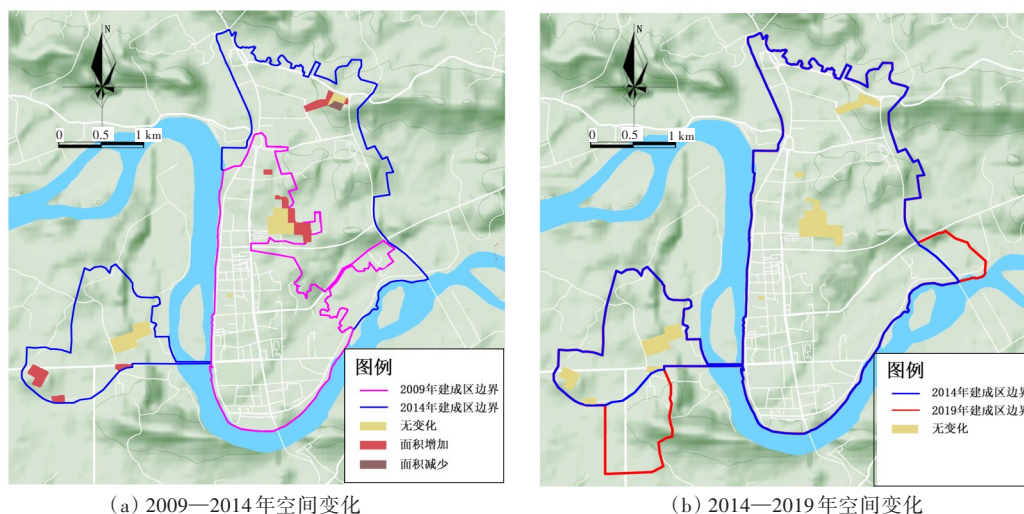 N
0 0.5 1 km
图例
2009年建成区边界
2014年建成区边界
无变化
面积增加
面积减少
(a) 2009—2014年空间变化
N
0 0.5 1 km
图例
2014年建成区边界
2019年建成区边界
无变化
(b) 2014—2019年空间变化